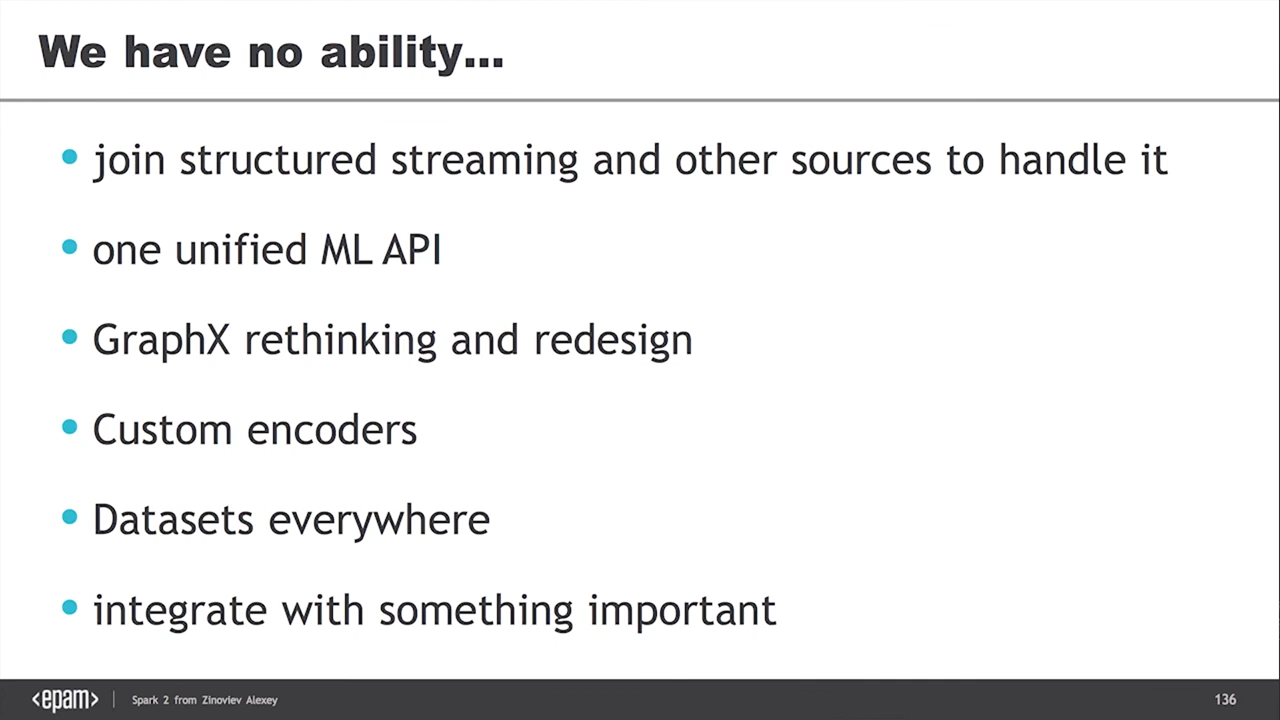 We have no ability...
join structured streaming and other sources to handle it
one unified ML API
GraphX rethinking and redesign
Custom encoders
Datasets everywhere
integrate with something important
<epam> Spark 2 from Zinoviev Alexey 136